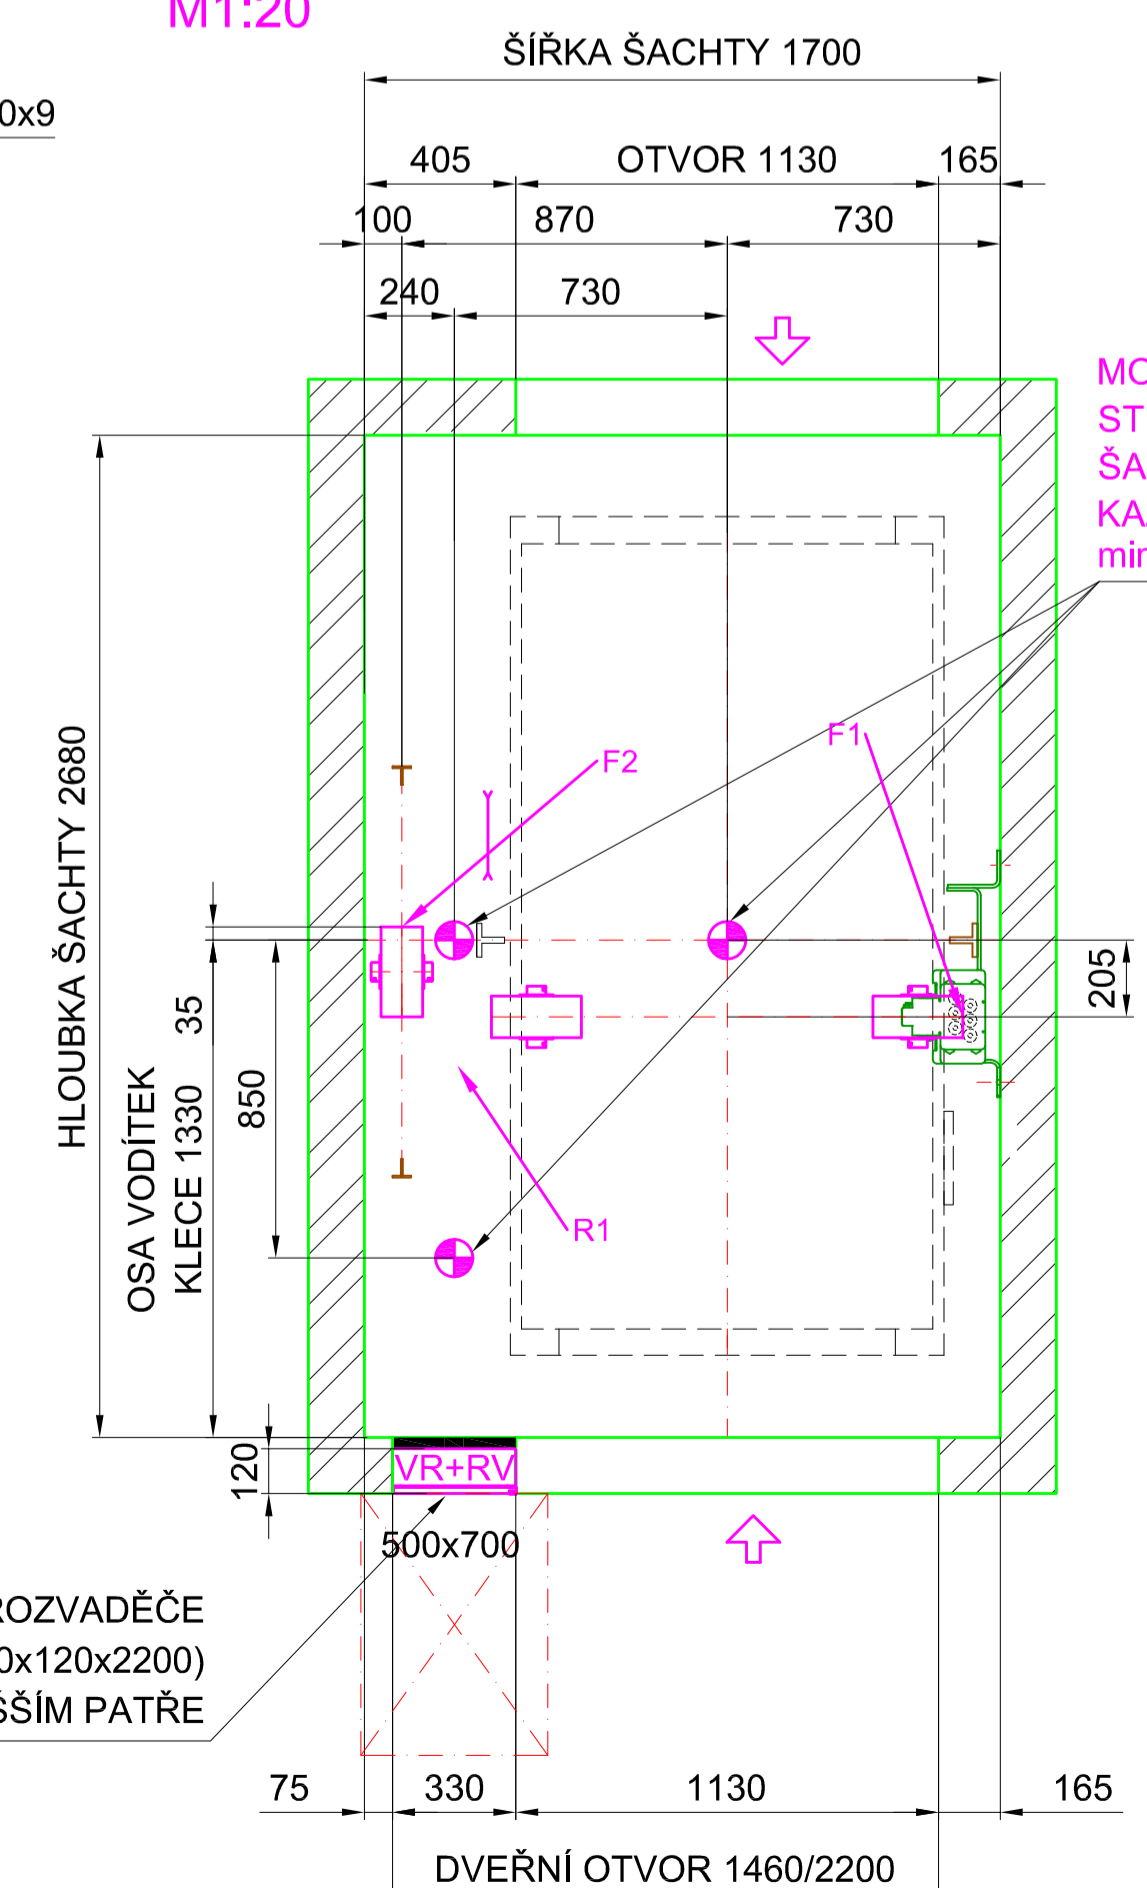 M1:20
ŠÍŘKA ŠACHTY 1700
0x9
405
OTVOR 1130
165
100
870
730
240
730
MO
ST
ŠA
KA
min
F2
F1
HLOUBKA ŠACHTY 2680
OSA VODÍTEK
KLECE 1330
35
850
205
R1
120
VR+RV
500x700
ROZVADĚČE
0x120x2200)
ŠŠÍM PATŘE
75
330
1130
165
DVEŘNÍ OTVOR 1460/2200